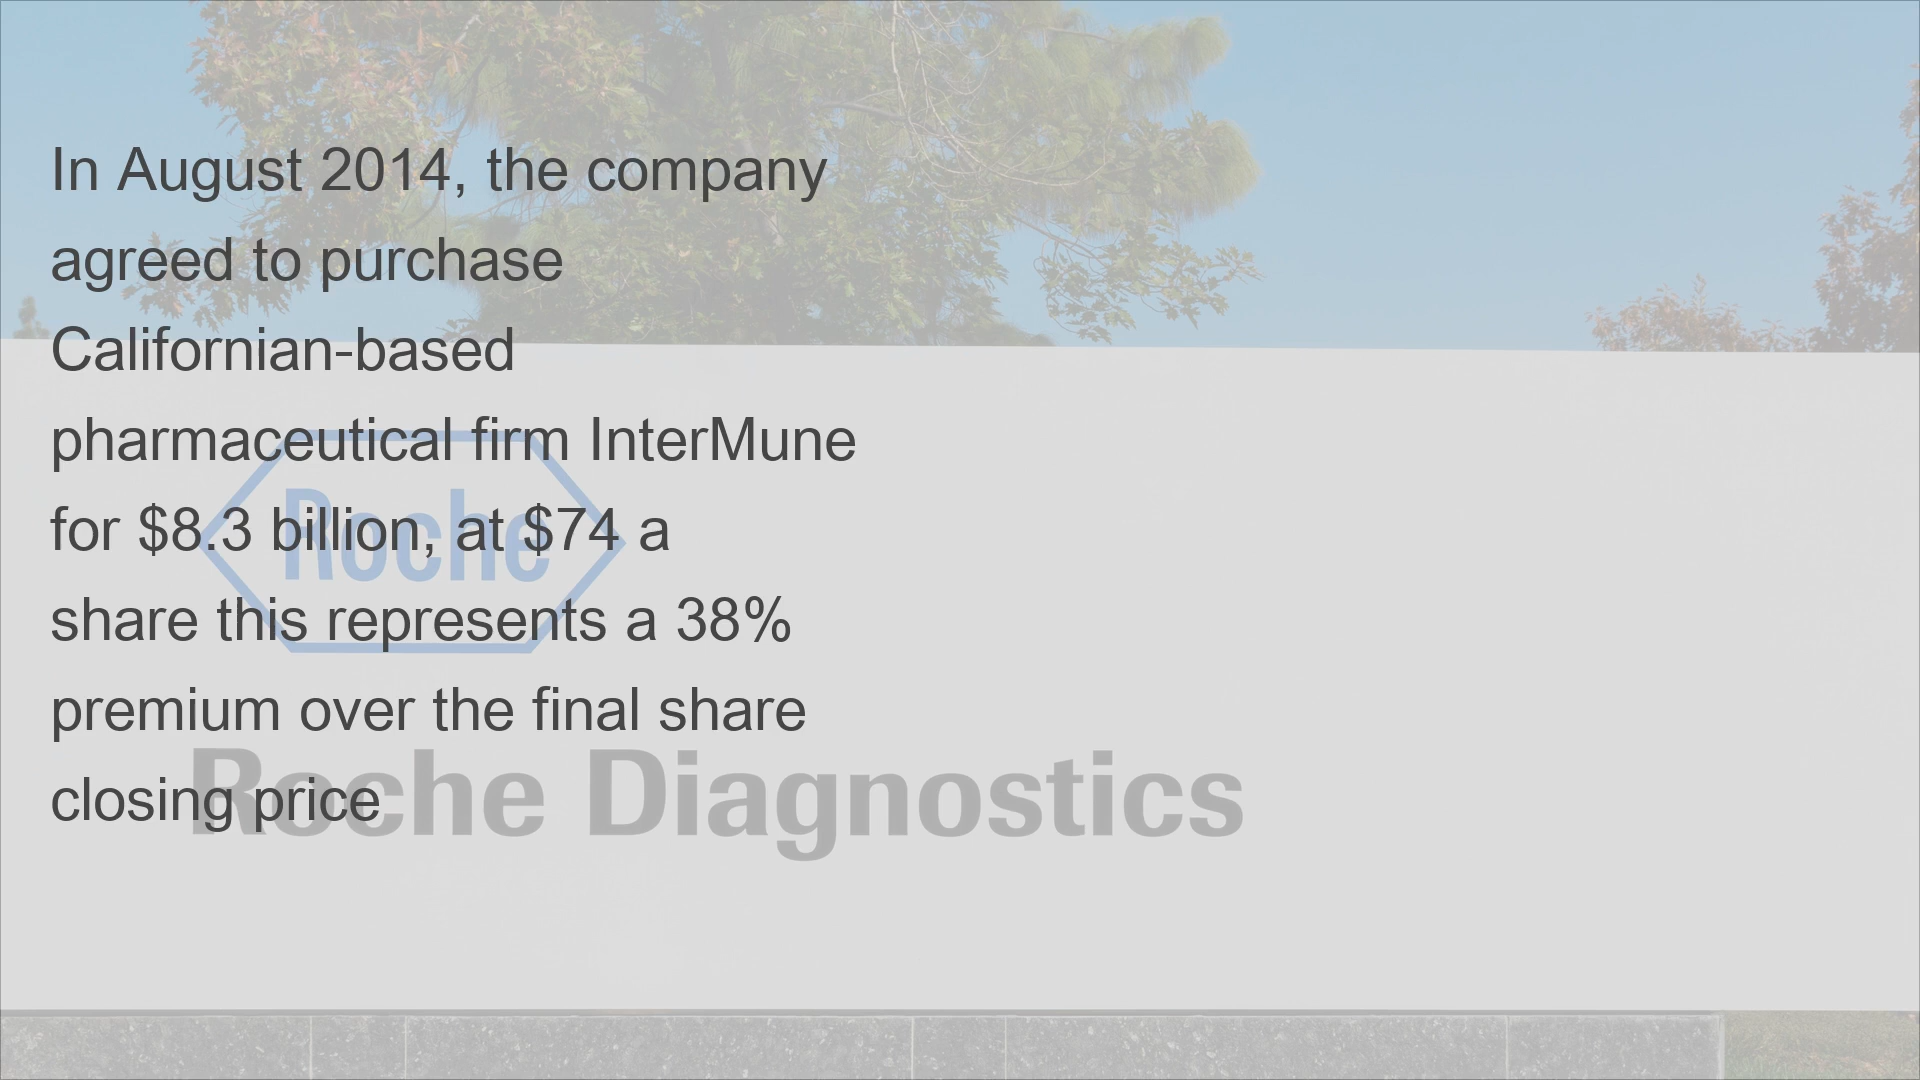 In August 2014, the company
agreed to purchase
Californian-based
pharmaceutical firm InterMune
for $8.3 billion, at $74 a
share this represents a 38%
premium over the final share
closing price
Roche
Roche Diagnostics